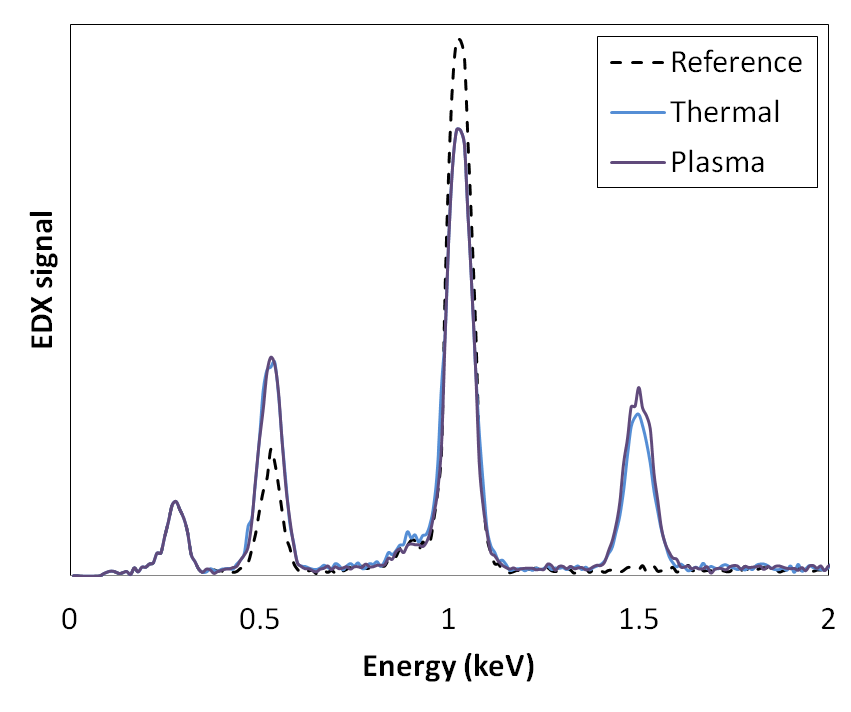 Reference
Thermal
Plasma
EDX signal
0
0.5
1
1.5
2
Energy (keV)